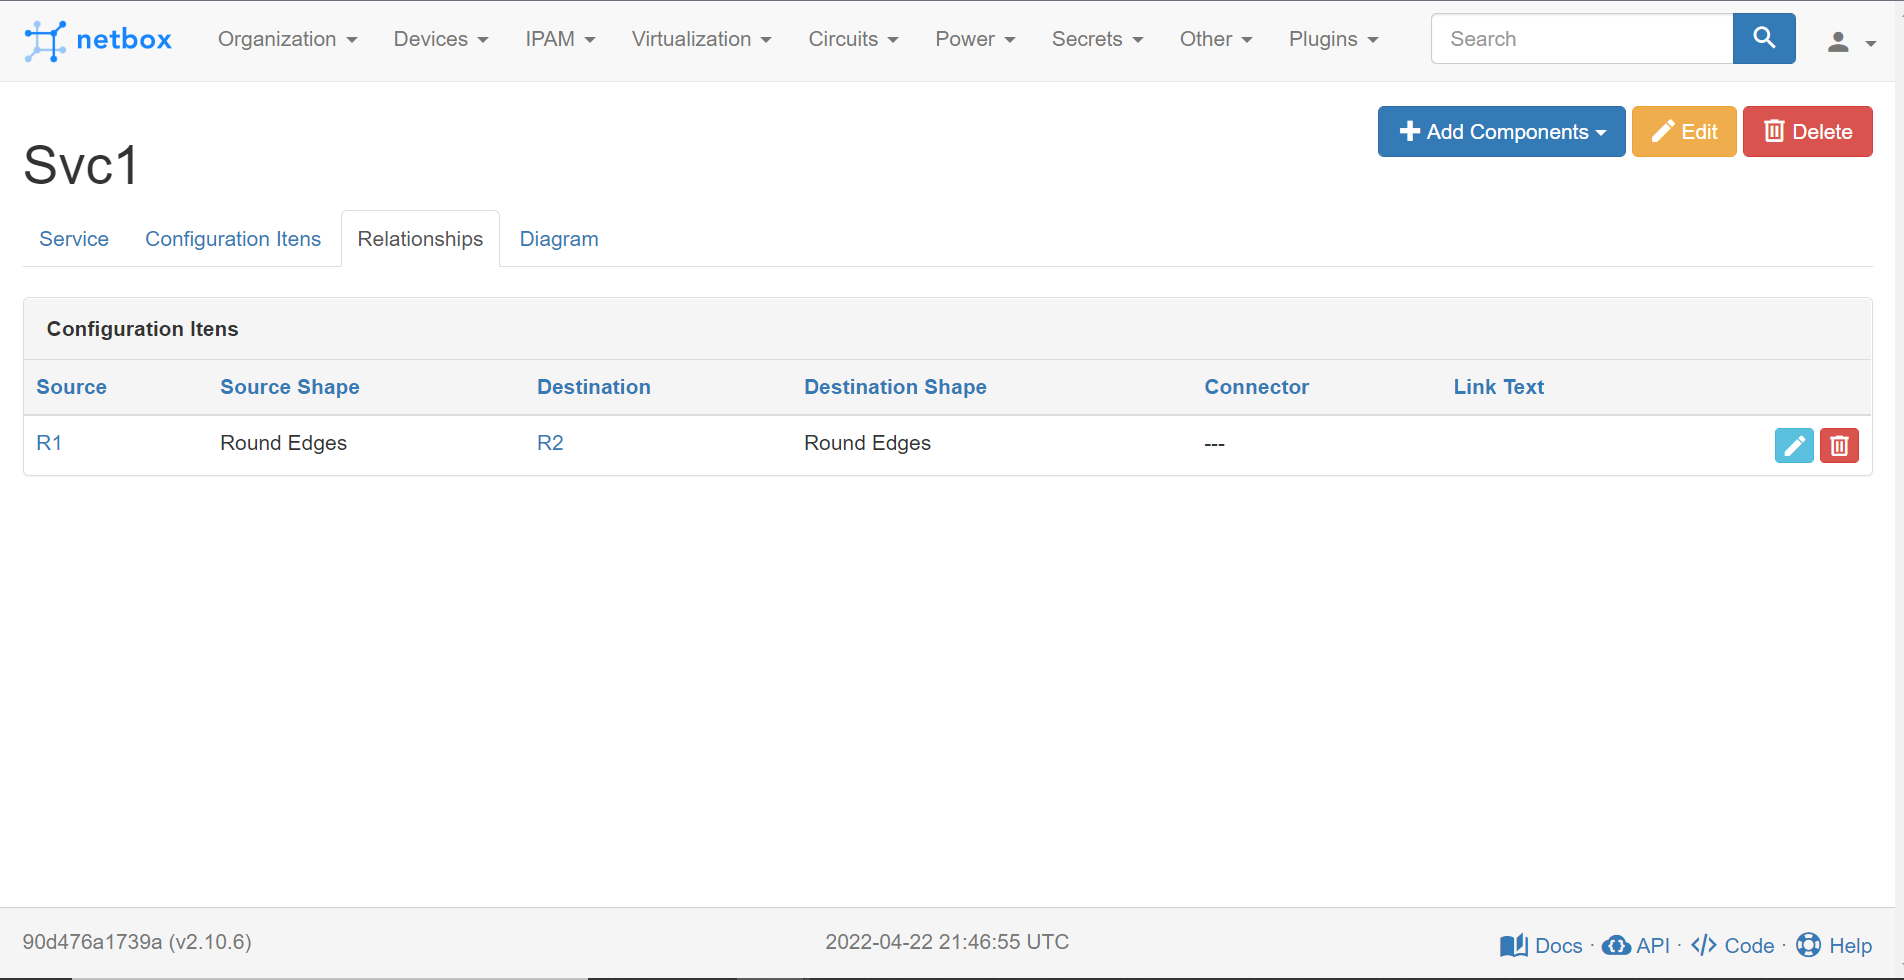 netbox Organization Devices IPAM Virtualization Circuits Power Secrets Other Plugins Search
Add Components Edit Delete
Svc1
Service Configuration Itens Relationships Diagram
Configuration Itens
Source Source Shape Destination Destination Shape Connector Link Text
R1 Round Edges R2 Round Edges ---
90d476a1739a (v2.10.6) 2022-04-22 21:46:55 UTC Docs · API · Code · Help